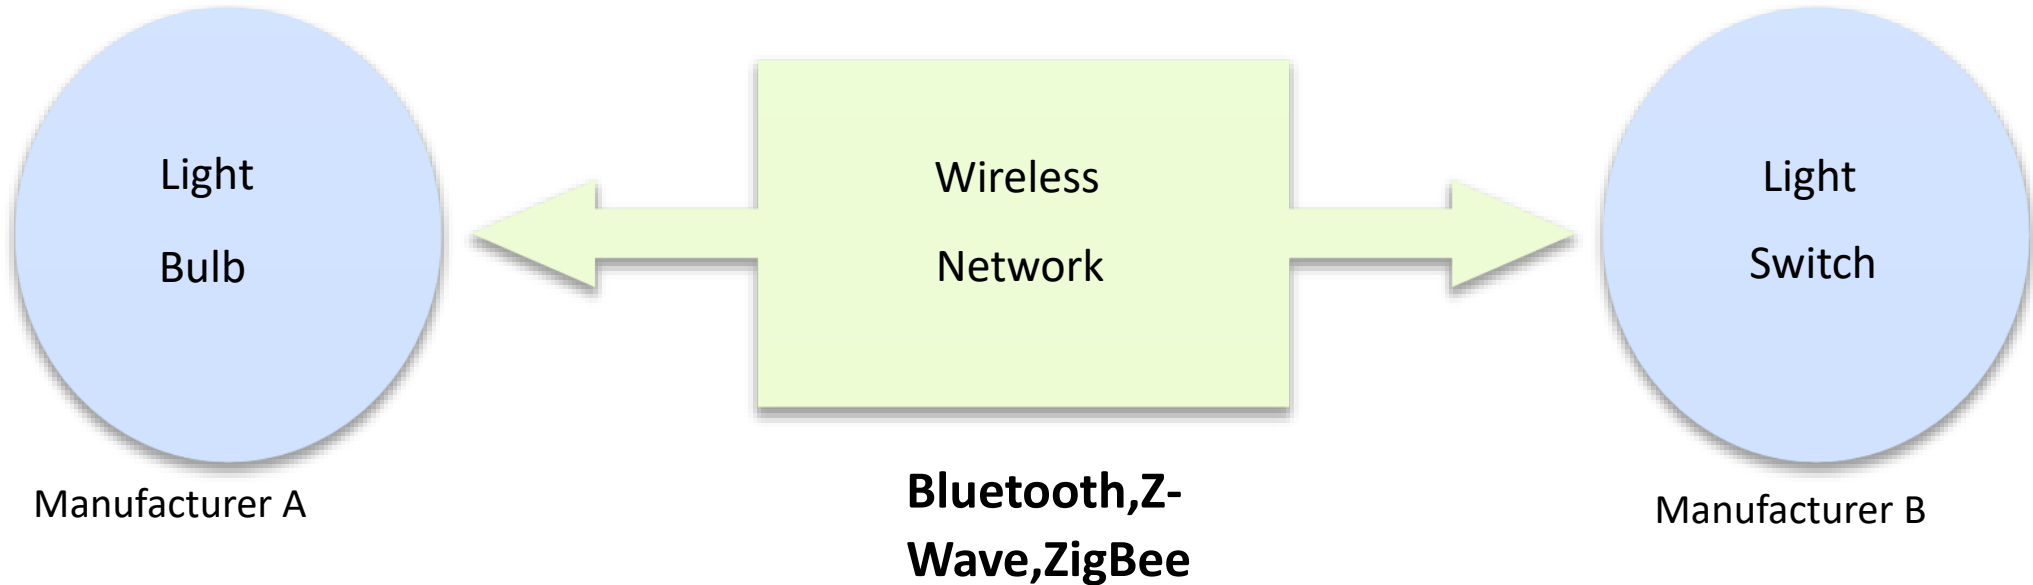 Light
Bulb
Manufacturer A
Wireless
Network
Bluetooth,Z-
Wave,ZigBee
Light
Switch
Manufacturer B